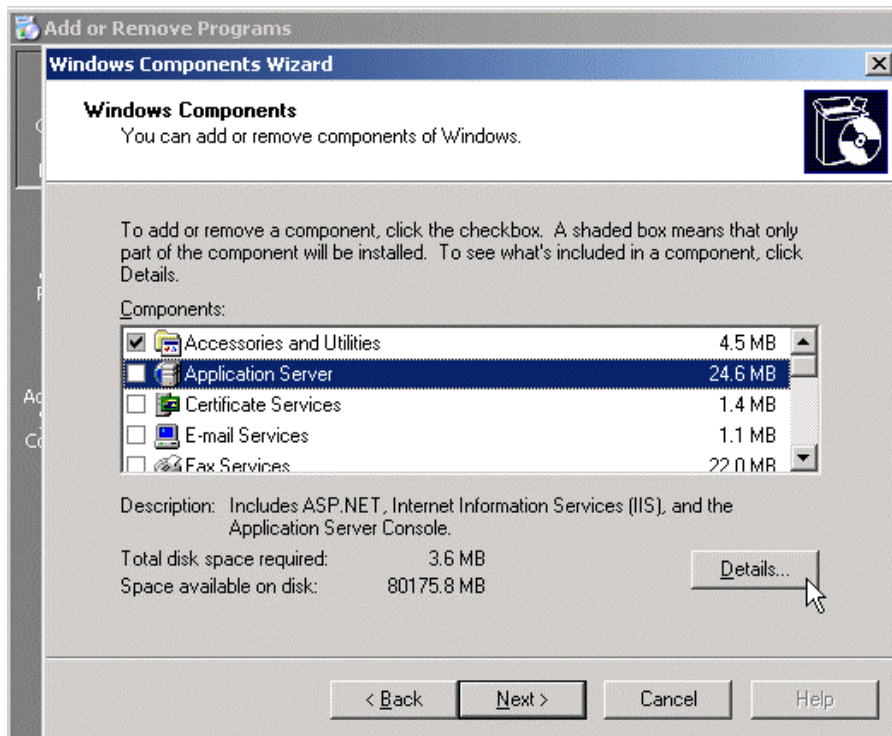 Add or Remove Programs
Windows Components Wizard
Windows Components
You can add or remove components of Windows.
To add or remove a component, click the checkbox. A shaded box means that only
part of the component will be installed. To see what's included in a component, click
Details.
Components:
Accessories and Utilities 4.5 MB
Application Server 24.6 MB
Certificate Services 1.4 MB
E-mail Services 1.1 MB
Fax Services 22.0 MB
Description: Includes ASP.NET, Internet Information Services (IIS), and the
Application Server Console.
Total disk space required: 3.6 MB
Space available on disk: 80175.8 MB
Details...
< Back Next > Cancel Help